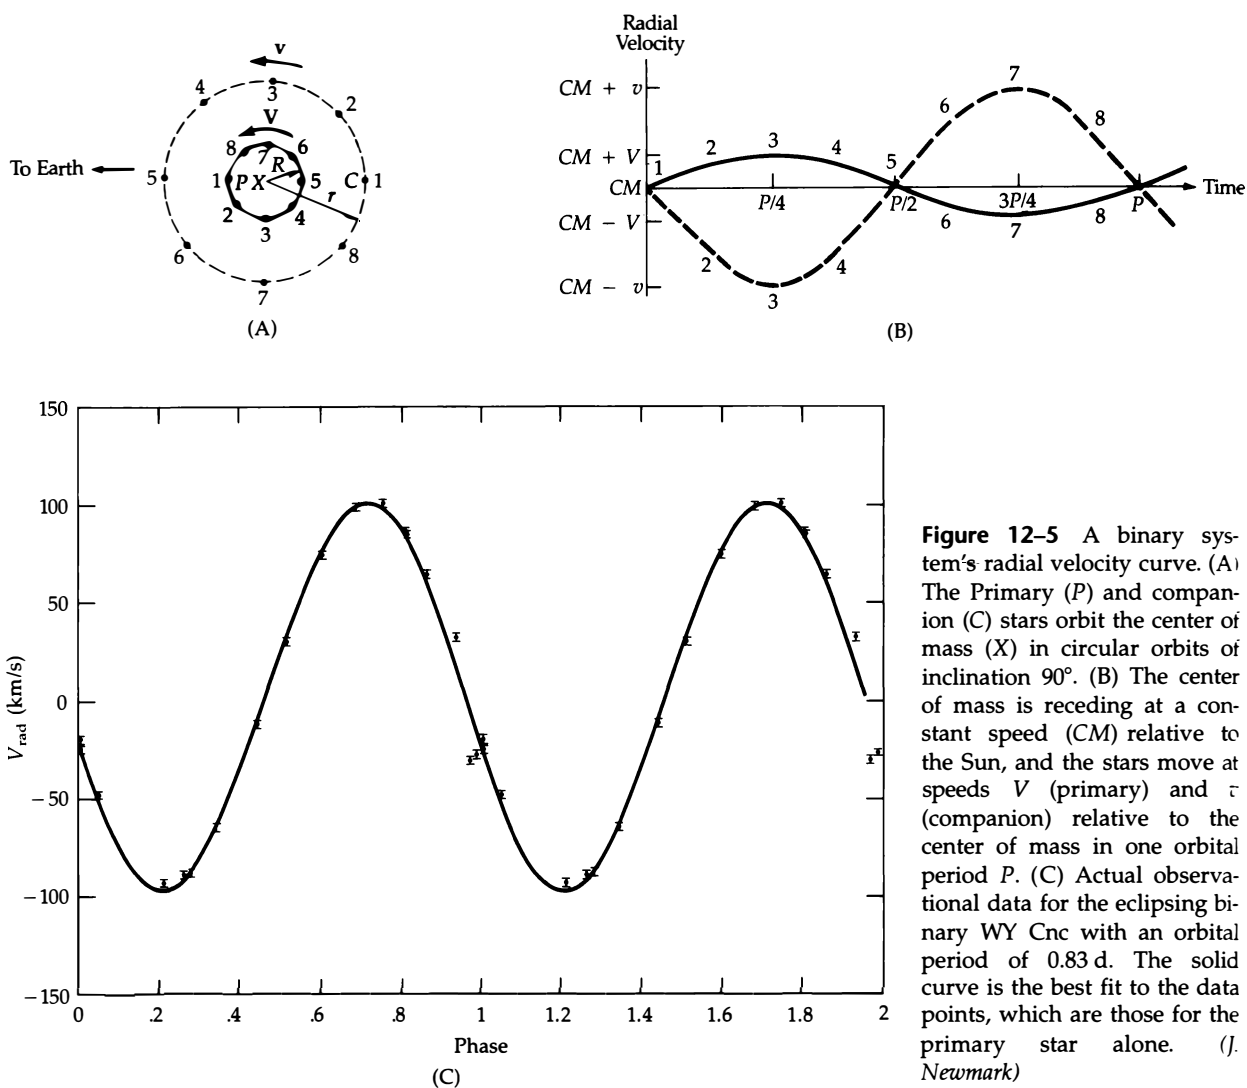 v
4
3
2
V
8
7
6
R
To Earth
5
1
P
X
5
C
1
r
2
3
4
6
8
7
(A)
Radial
Velocity
CM + v
CM + V
CM
CM − V
CM − v
1
2
3
4
5
6
7
8
2
3
4
6
7
8
P/4
P/2
3P/4
P
Time
(B)
150
100
50
0
−50
−100
−150
V rad (km/s)
0
.2
.4
.6
.8
1
1.2
1.4
1.6
1.8
2
Phase
(C)
Figure 12–5 A binary sys-
tem's radial velocity curve. (A)
The Primary (P) and compan-
ion (C) stars orbit the center of
mass (X) in circular orbits of
inclination 90°. (B) The center
of mass is receding at a con-
stant speed (CM) relative to
the Sun, and the stars move at
speeds V (primary) and
(companion) relative to the
center of mass in one orbital
period P. (C) Actual observa-
tional data for the eclipsing bi-
nary WY Cnc with an orbital
period of 0.83 d. The solid
curve is the best fit to the data
points, which are those for the
primary star alone. (J.
Newmark)